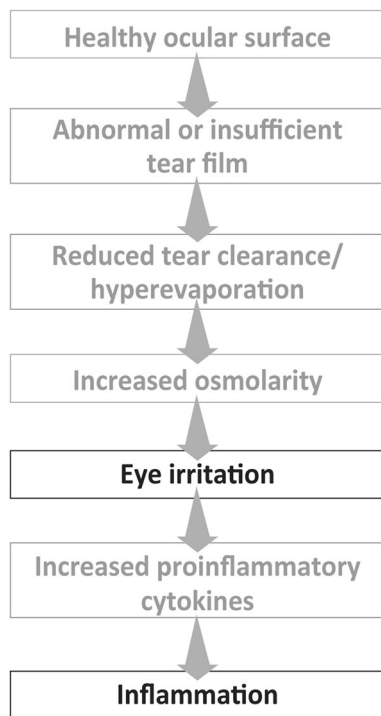 Healthy ocular surface
Abnormal or insufficient
tear film
Reduced tear clearance/
hyperevaporation
Increased osmolarity
Eye irritation
Increased proinflammatory
cytokines
Inflammation